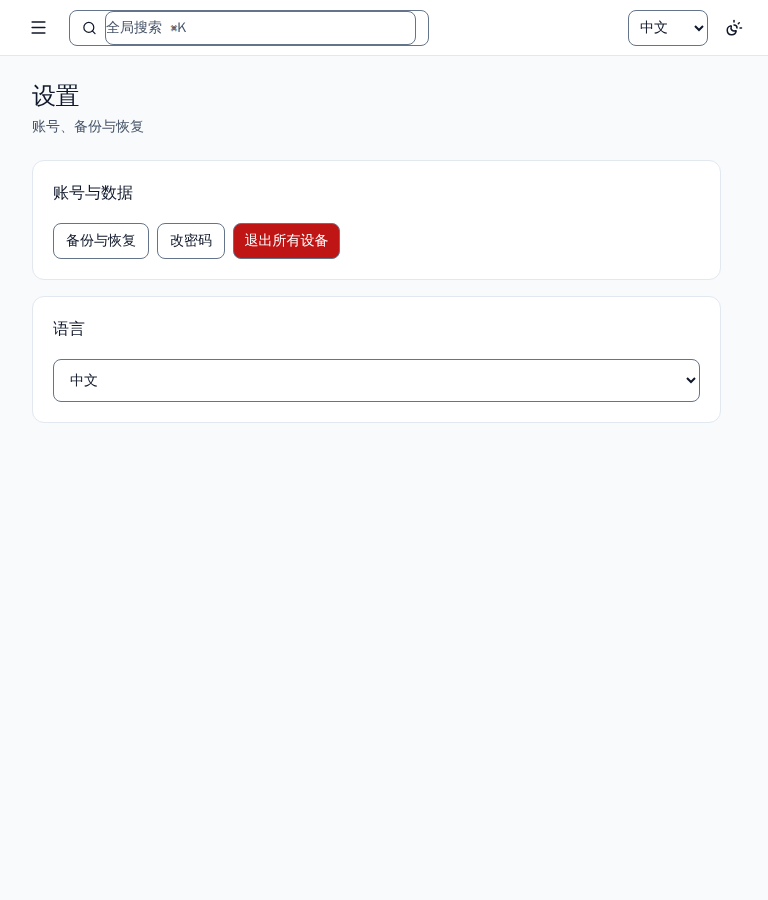 全局搜索 ⌘K
中文
设置
账号、备份与恢复
账号与数据
备份与恢复 改密码 退出所有设备
语言
中文